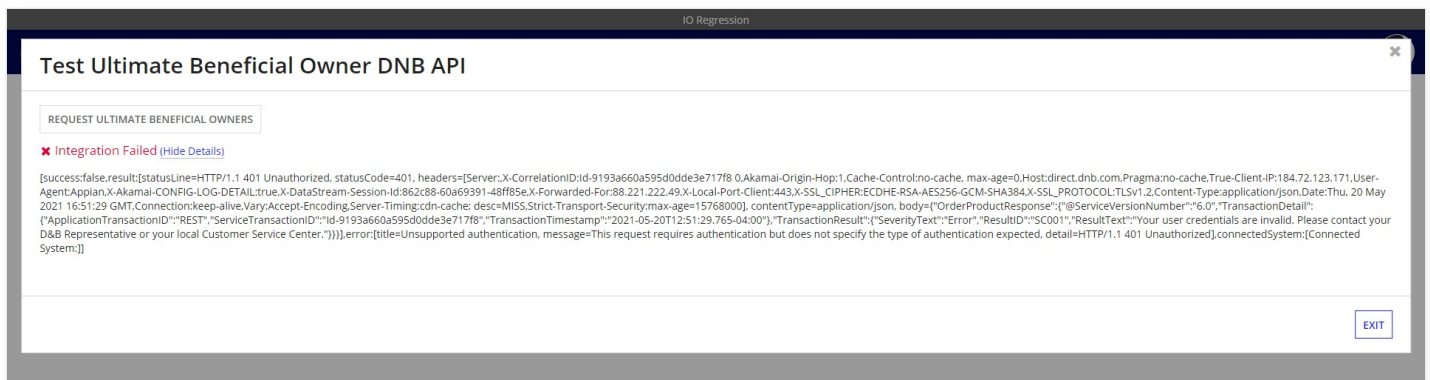 IO Regression
Test Ultimate Beneficial Owner DNB API
REQUEST ULTIMATE BENEFICIAL OWNERS
Integration Failed (Hide Details)
[success:false,result:[statusLine=HTTP/1.1 401 Unauthorized, statusCode=401, headers=[Server:,X-CorrelationID:Id-9193a660a595d0dde3e717f8 0,Akamai-Origin-Hop:1,Cache-Control:no-cache, max-age=0,Host:direct.dnb.com,Pragma:no-cache,True-Client-IP:184.72.123.171,User-
Agent:Appian,X-Akamai-CONFIG-LOG-DETAIL:true,X-DataStream-Session-Id:862c88-60a69391-48ff85e,X-Forwarded-For:88.221.222.49,X-Local-Port-Client:443,X-SSL_CIPHER:ECDHE-RSA-AES256-GCM-SHA384,X-SSL_PROTOCOL:TLSv1.2,Content-Type:application/json,Date:Thu, 20 May
2021 16:51:29 GMT,Connection:keep-alive,Vary:Accept-Encoding,Server-Timing:cdn-cache; desc=MISS,Strict-Transport-Security:max-age=15768000], contentType=application/json, body={"OrderProductResponse":{"@ServiceVersionNumber":"6.0","TransactionDetail":
{"ApplicationTransactionID":"REST","ServiceTransactionID":"Id-9193a660a595d0dde3e717f8","TransactionTimestamp":"2021-05-20T12:51:29.765-04:00"},"TransactionResult":{"SeverityText":"Error","ResultID":"SC001","ResultText":"Your user credentials are invalid. Please contact your
D&B Representative or your local Customer Service Center."}}}],error:[title=Unsupported authentication, message=This request requires authentication but does not specify the type of authentication expected, detail=HTTP/1.1 401 Unauthorized],connectedSystem:[Connected
System:]]
EXIT